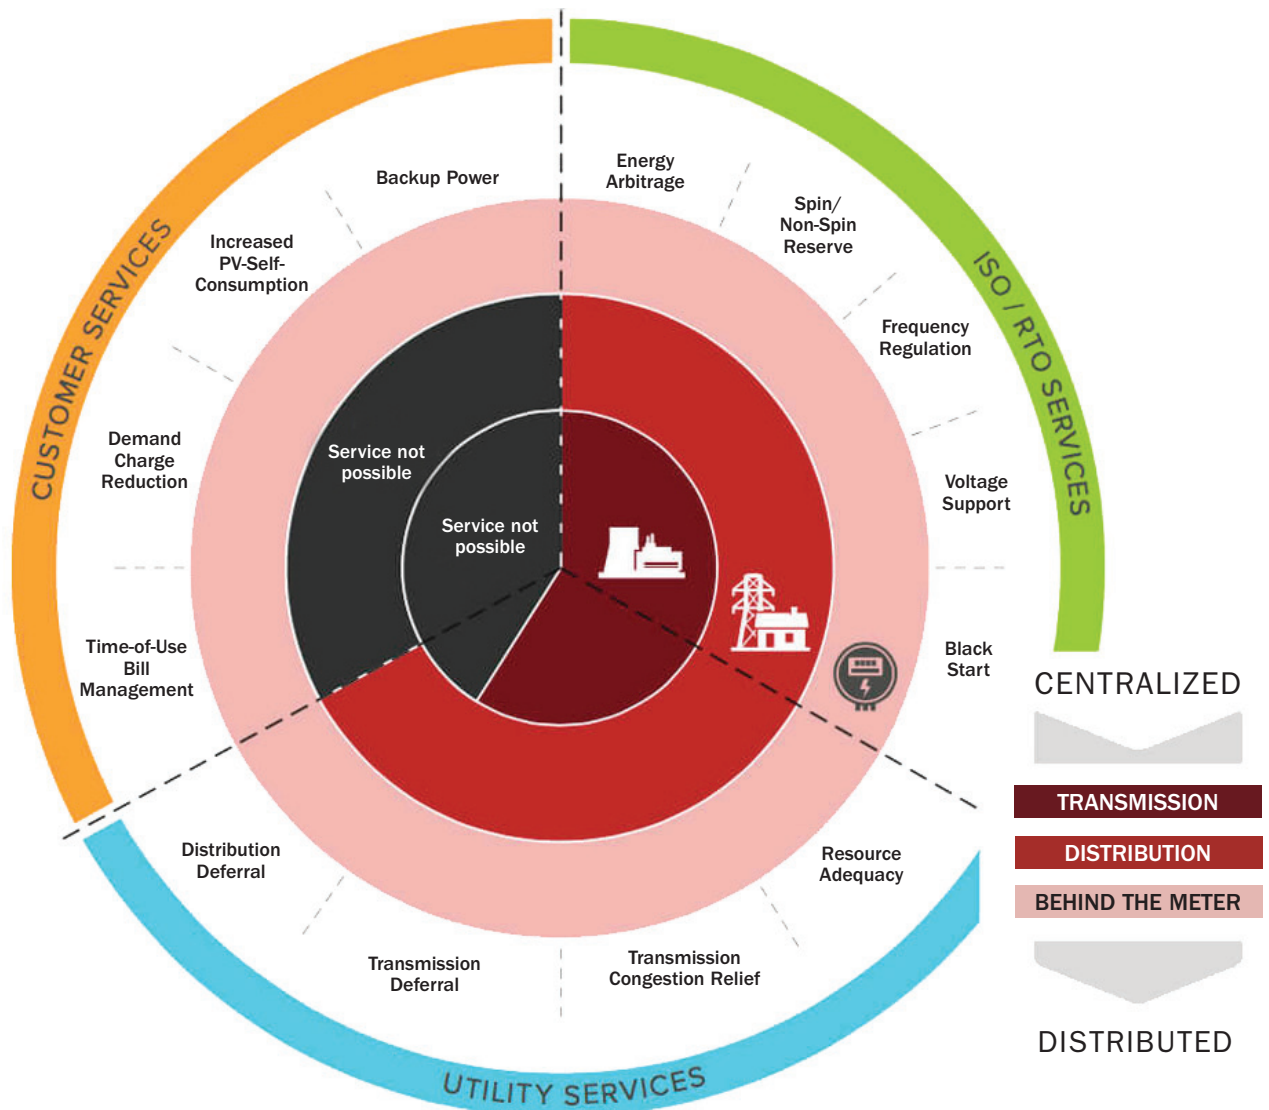 Backup Power
Energy
Arbitrage
Spin/
Non-Spin
Reserve
Increased
PV-Self-
Consumption
Frequency
Regulation
CUSTOMER SERVICES
ISO / RTO SERVICES
Demand
Charge
Reduction
Service not
possible
Service not
possible
Voltage
Support
Time-of-Use
Bill
Management
Black
Start
CENTRALIZED
TRANSMISSION
DISTRIBUTION
BEHIND THE METER
DISTRIBUTED
Distribution
Deferral
Resource
Adequacy
Transmission
Deferral
Transmission
Congestion Relief
UTILITY SERVICES